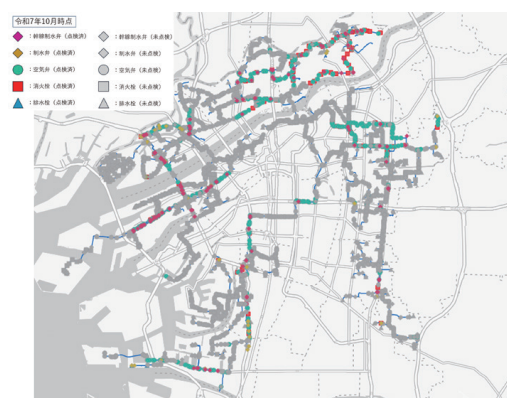 令和7年10月時点
：幹線制水弁（点検済） ：幹線制水弁（未点検）
：制水弁（点検済） ：制水弁（未点検）
：空気弁（点検済） ：空気弁（未点検）
：消火栓（点検済） ：消火栓（未点検）
：排水栓（点検済） ：排水栓（未点検）